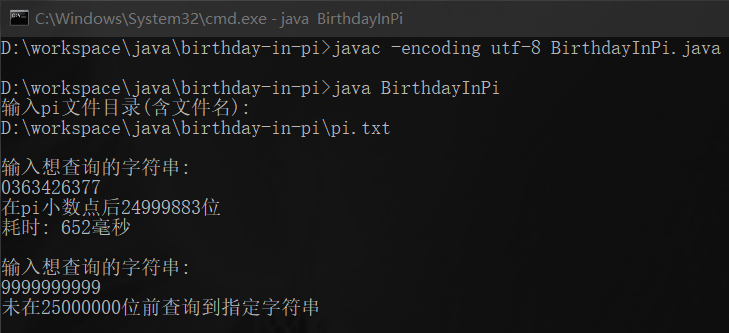 C:\Windows\System32\cmd.exe - java  BirthdayInPi
D:\workspace\java\birthday-in-pi>javac -encoding utf-8 BirthdayInPi.java
D:\workspace\java\birthday-in-pi>java BirthdayInPi
输入pi文件目录(含文件名):
D:\workspace\java\birthday-in-pi\pi.txt
输入想查询的字符串:
0363426377
在pi小数点后24999883位
耗时: 652毫秒
输入想查询的字符串:
9999999999
未在25000000位前查询到指定字符串